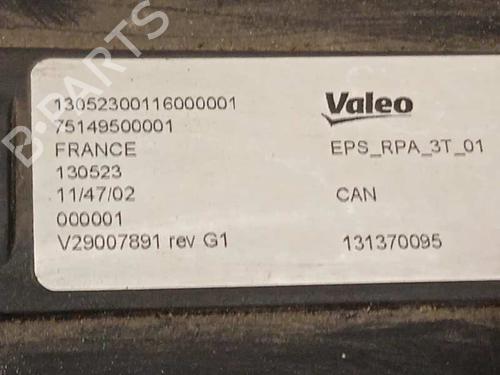 13052300116000001
75149500001
FRANCE
130523
11/47/02
000001
V29007891 rev G1
Valeo
EPS_RPA_3T_01
CAN
131370095
B-PARTS